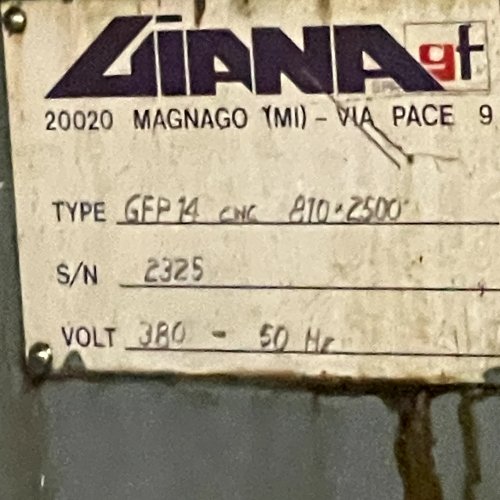 GIANA gf
20020 MAGNAGO (MI) - VIA PACE 9
TYPE GFP 14 CNC 810 x 2500
S/N 2325
VOLT 380 - 50 Hz